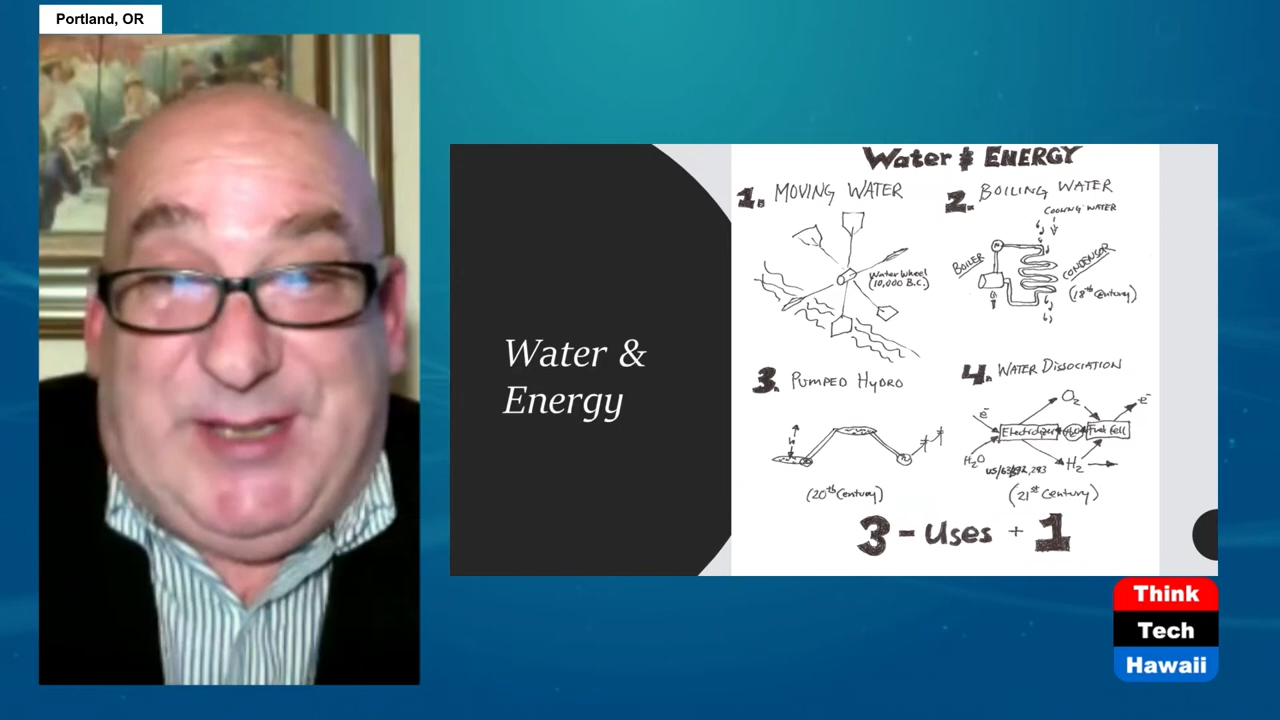 Portland, OR
Water &
Energy
Water & ENERGY
1. MOVING WATER
Water Wheel
(10,000 B.C.)
2. BOILING WATER
COOLING WATER
BOILER
CONDENSOR
(18th Century)
3. PUMPED HYDRO
h
(20th Century)
4. WATER DISSOCIATION
O2
e-
e-
Fuel Cell
H2O
H2
(21st Century)
3 - Uses + 1
Think
Tech
Hawaii